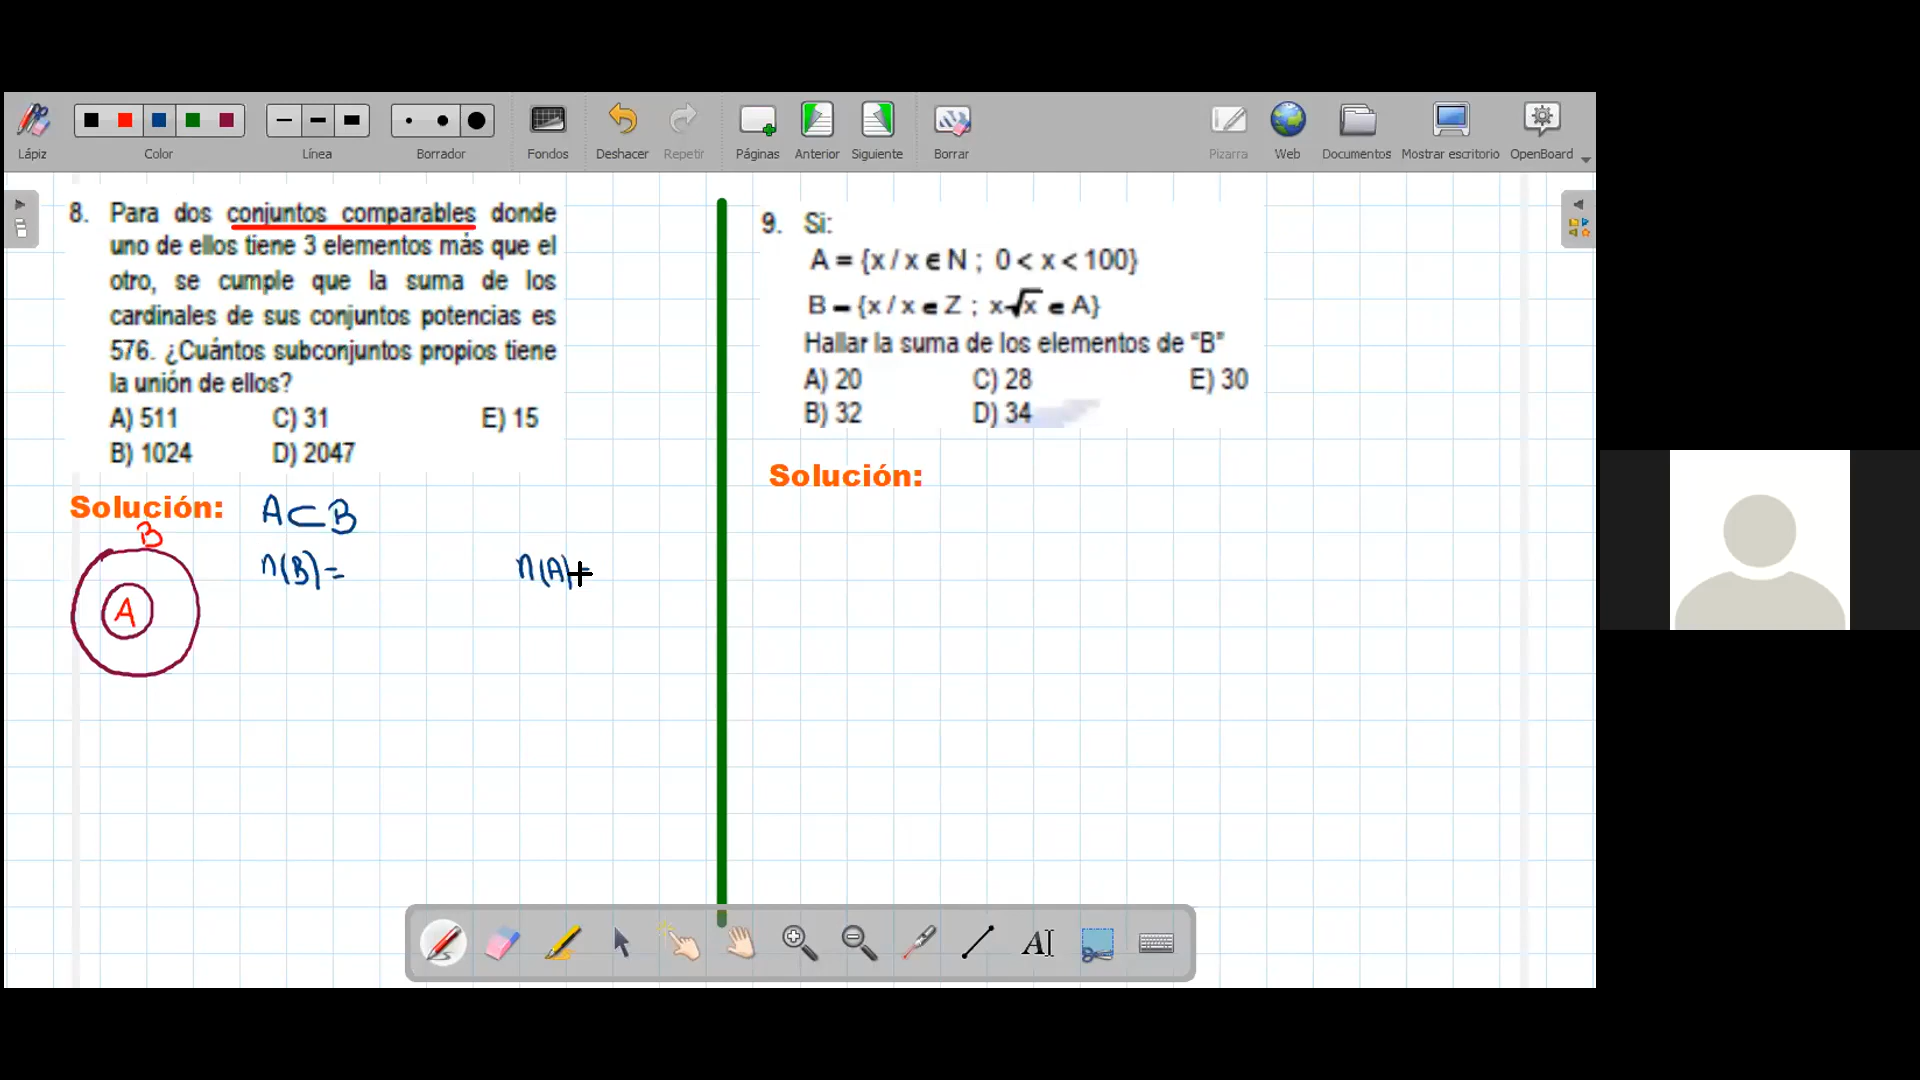 Lápiz Color Línea Borrador Fondos Deshacer Repetir Páginas Anterior Siguiente Borrar Pizarra Web Documentos Mostrar escritorio OpenBoard
8. Para dos conjuntos comparables donde
uno de ellos tiene 3 elementos más que el
otro, se cumple que la suma de los
cardinales de sus conjuntos potencias es
576. ¿Cuántos subconjuntos propios tiene
la unión de ellos?
A) 511 C) 31 E) 15
B) 1024 D) 2047
Solución: A⊂B
B
n(B)= n(A)=
A
9. Si:
A = {x / x ∈ N ; 0 < x < 100}
B = {x / x ∈ Z ; x√x ∈ A}
Hallar la suma de los elementos de “B”
A) 20 C) 28 E) 30
B) 32 D) 34
Solución: